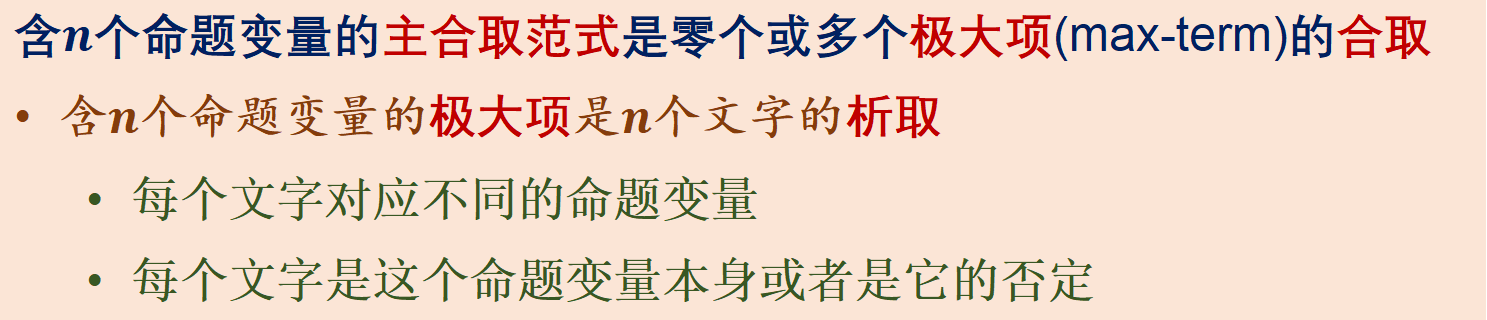 含n个命题变量的主合取范式是零个或多个极大项(max-term)的合取
• 含n个命题变量的极大项是n个文字的析取
• 每个文字对应不同的命题变量
• 每个文字是这个命题变量本身或者是它的否定